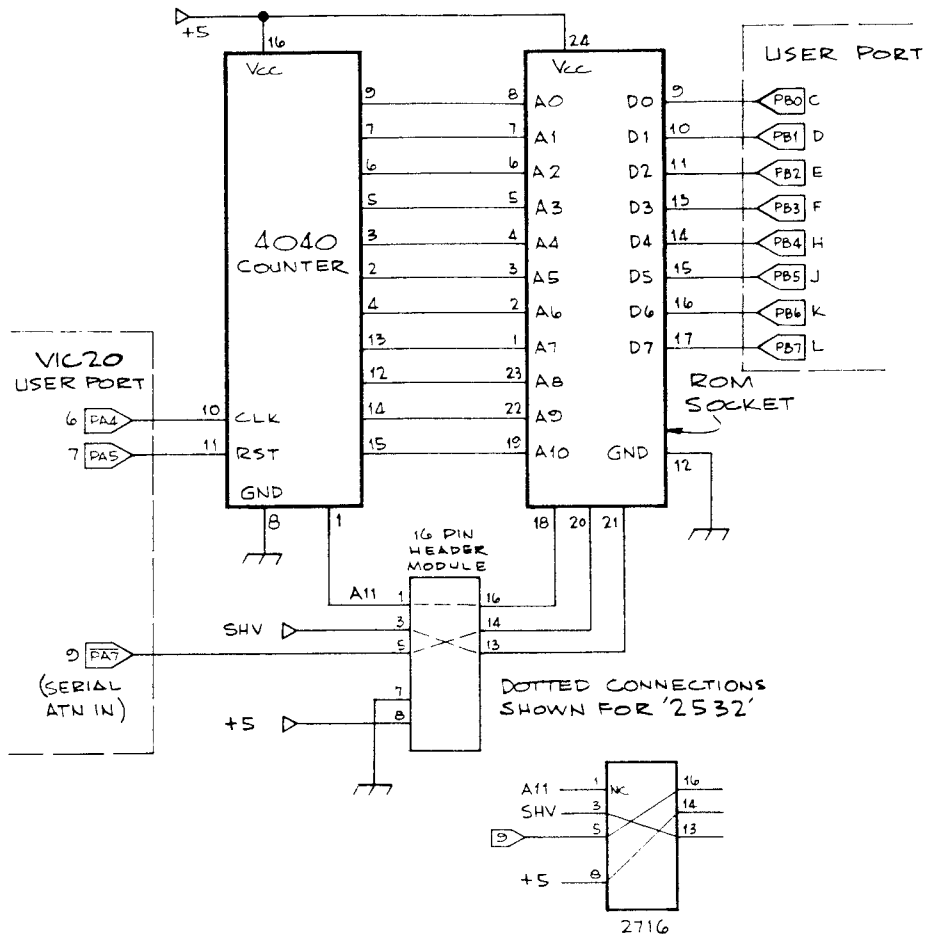 +5
16
24
USER PORT
Vcc
Vcc
9 8 A0 D0 9 PB0 C
7 7 A1 D1 10 PB1 D
6 6 A2 D2 11 PB2 E
5 5 A3 D3 13 PB3 F
3 4 A4 D4 14 PB4 H
2 3 A5 D5 15 PB5 J
4 2 A6 D6 16 PB6 K
13 1 A7 D7 17 PB7 L
12 23 A8
14 22 A9
15 19 A10 GND 12
4040
COUNTER
ROM
SOCKET
VIC20
USER PORT
6 PA4 10 CLK
7 PA5 11 RST
GND
8
1
18 20 21
16 PIN
HEADER
MODULE
A11 1 16
SHV 3 14
9 PA7 5 13
(SERIAL
ATN IN)
7
+5 8
DOTTED CONNECTIONS
SHOWN FOR '2532'
A11 1 NC 16
SHV 3 14
9 5 13
+5 8
2716